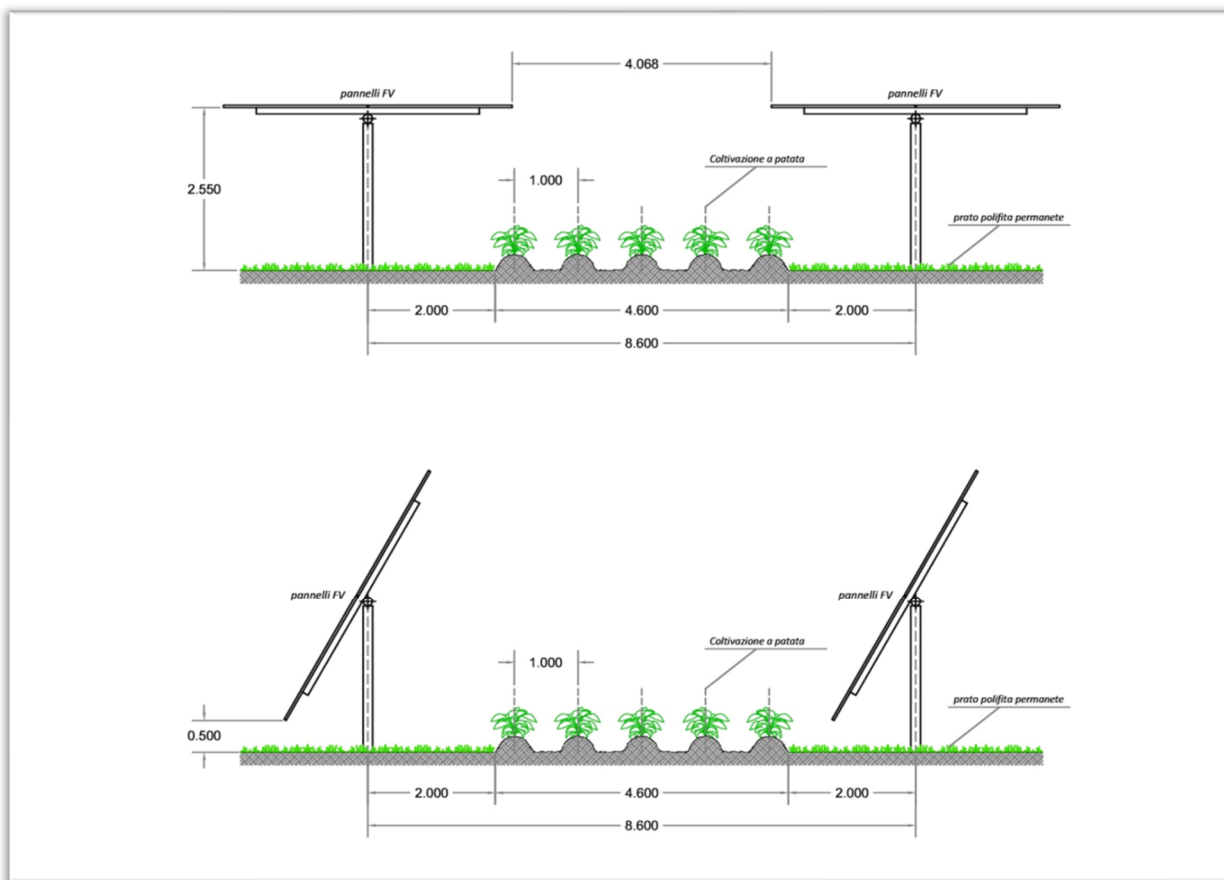 4.068
pannelli FV
pannelli FV
Coltivazione a patata
1.000
2.550
prato polifita permanete
2.000
4.600
2.000
8.600
pannelli FV
pannelli FV
Coltivazione a patata
1.000
prato polifita permanete
0.500
2.000
4.600
2.000
8.600